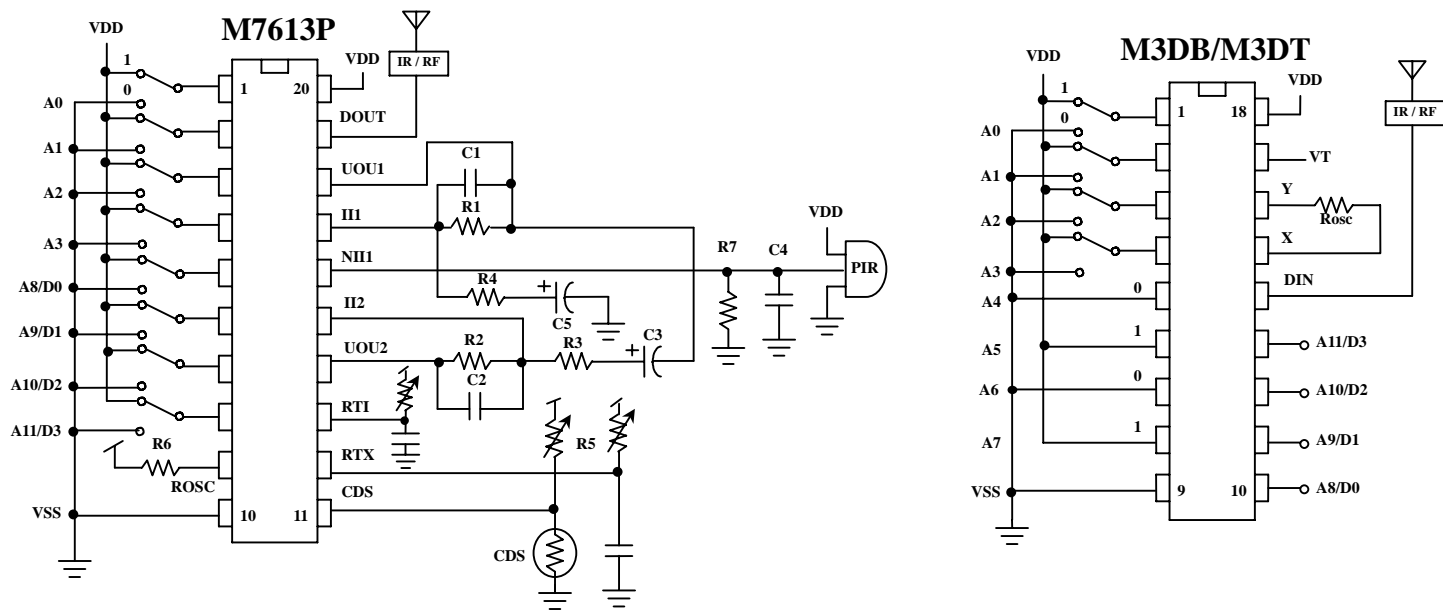 M7613P
VDD
IR / RF
1
0
1
20
VDD
A0
DOUT
A1
UOU1
C1
A2
II1
R1
VDD
A3
NII1
R7
C4
PIR
A8/D0
R4
+
C5
II2
A9/D1
UOU2
R2
R3
+
C3
C2
A10/D2
RTI
A11/D3
R6
R5
RTX
ROSC
CDS
VSS
10
11
CDS
M3DB/M3DT
VDD
VDD
1
0
1
18
IR / RF
A0
VT
A1
Y
Rosc
A2
X
A3
DIN
A4
0
A5
1
A11/D3
A6
0
A10/D2
A7
1
A9/D1
VSS
9
10
A8/D0